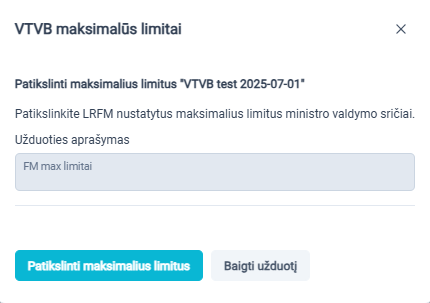 VTVB maksimalūs limitai
Patikslinti maksimalius limitus "VTVB test 2025-07-01"
Patikslinkite LRFM nustatytus maksimalius limitus ministro valdymo sričiai.
Užduoties aprašymas
FM max limitai
Patikslinti maksimalius limitus
Baigti užduotį